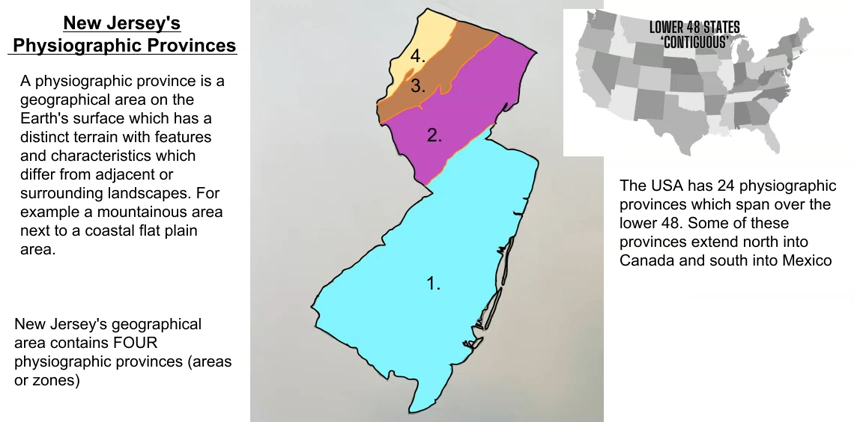 New Jersey's
Physiographic Provinces
A physiographic province is a
geographical area on the
Earth's surface which has a
distinct terrain with features
and characteristics which
differ from adjacent or
surrounding landscapes. For
example a mountainous area
next to a coastal flat plain
area.
New Jersey's geographical
area contains FOUR
physiographic provinces (areas
or zones)
4.
3.
2.
1.
LOWER 48 STATES
'CONTIGUOUS'
The USA has 24 physiographic
provinces which span over the
lower 48. Some of these
provinces extend north into
Canada and south into Mexico